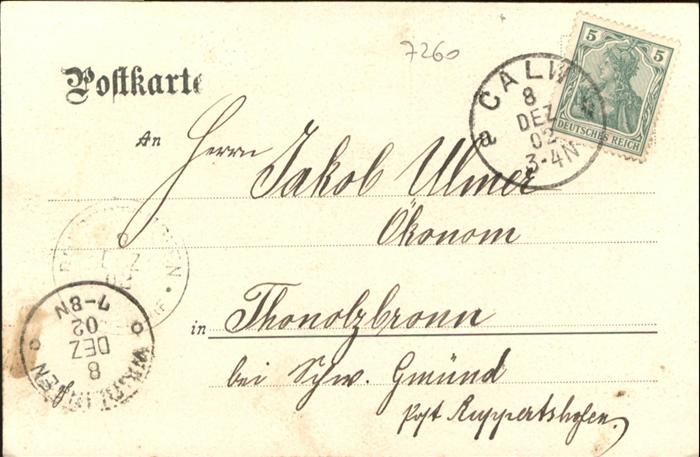 7260
5 5
DEUTSCHES REICH
CALW
8
DEZ
02
3-4N
a
Postkarte
An
Herrn Jakob Ulmer
Ökonom
in Thonolzbronn
bei Schw. Gmünd
Post Ruppertshofen.
7-8N
02
DEZ
8